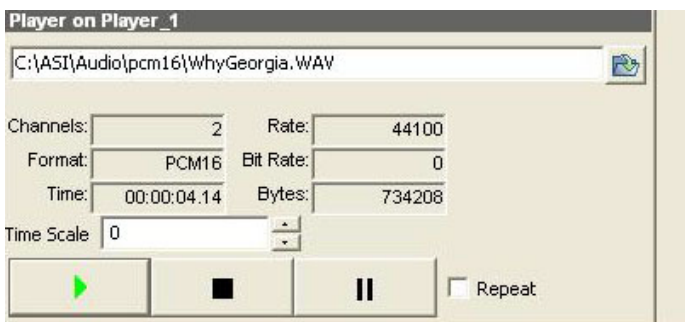 Player on Player_1
C:\ASI\Audio\pcm16\WhyGeorgia.WAV
Channels: 2 Rate: 44100
Format: PCM16 Bit Rate: 0
Time: 00:00:04.14 Bytes: 734208
Time Scale 0
Repeat